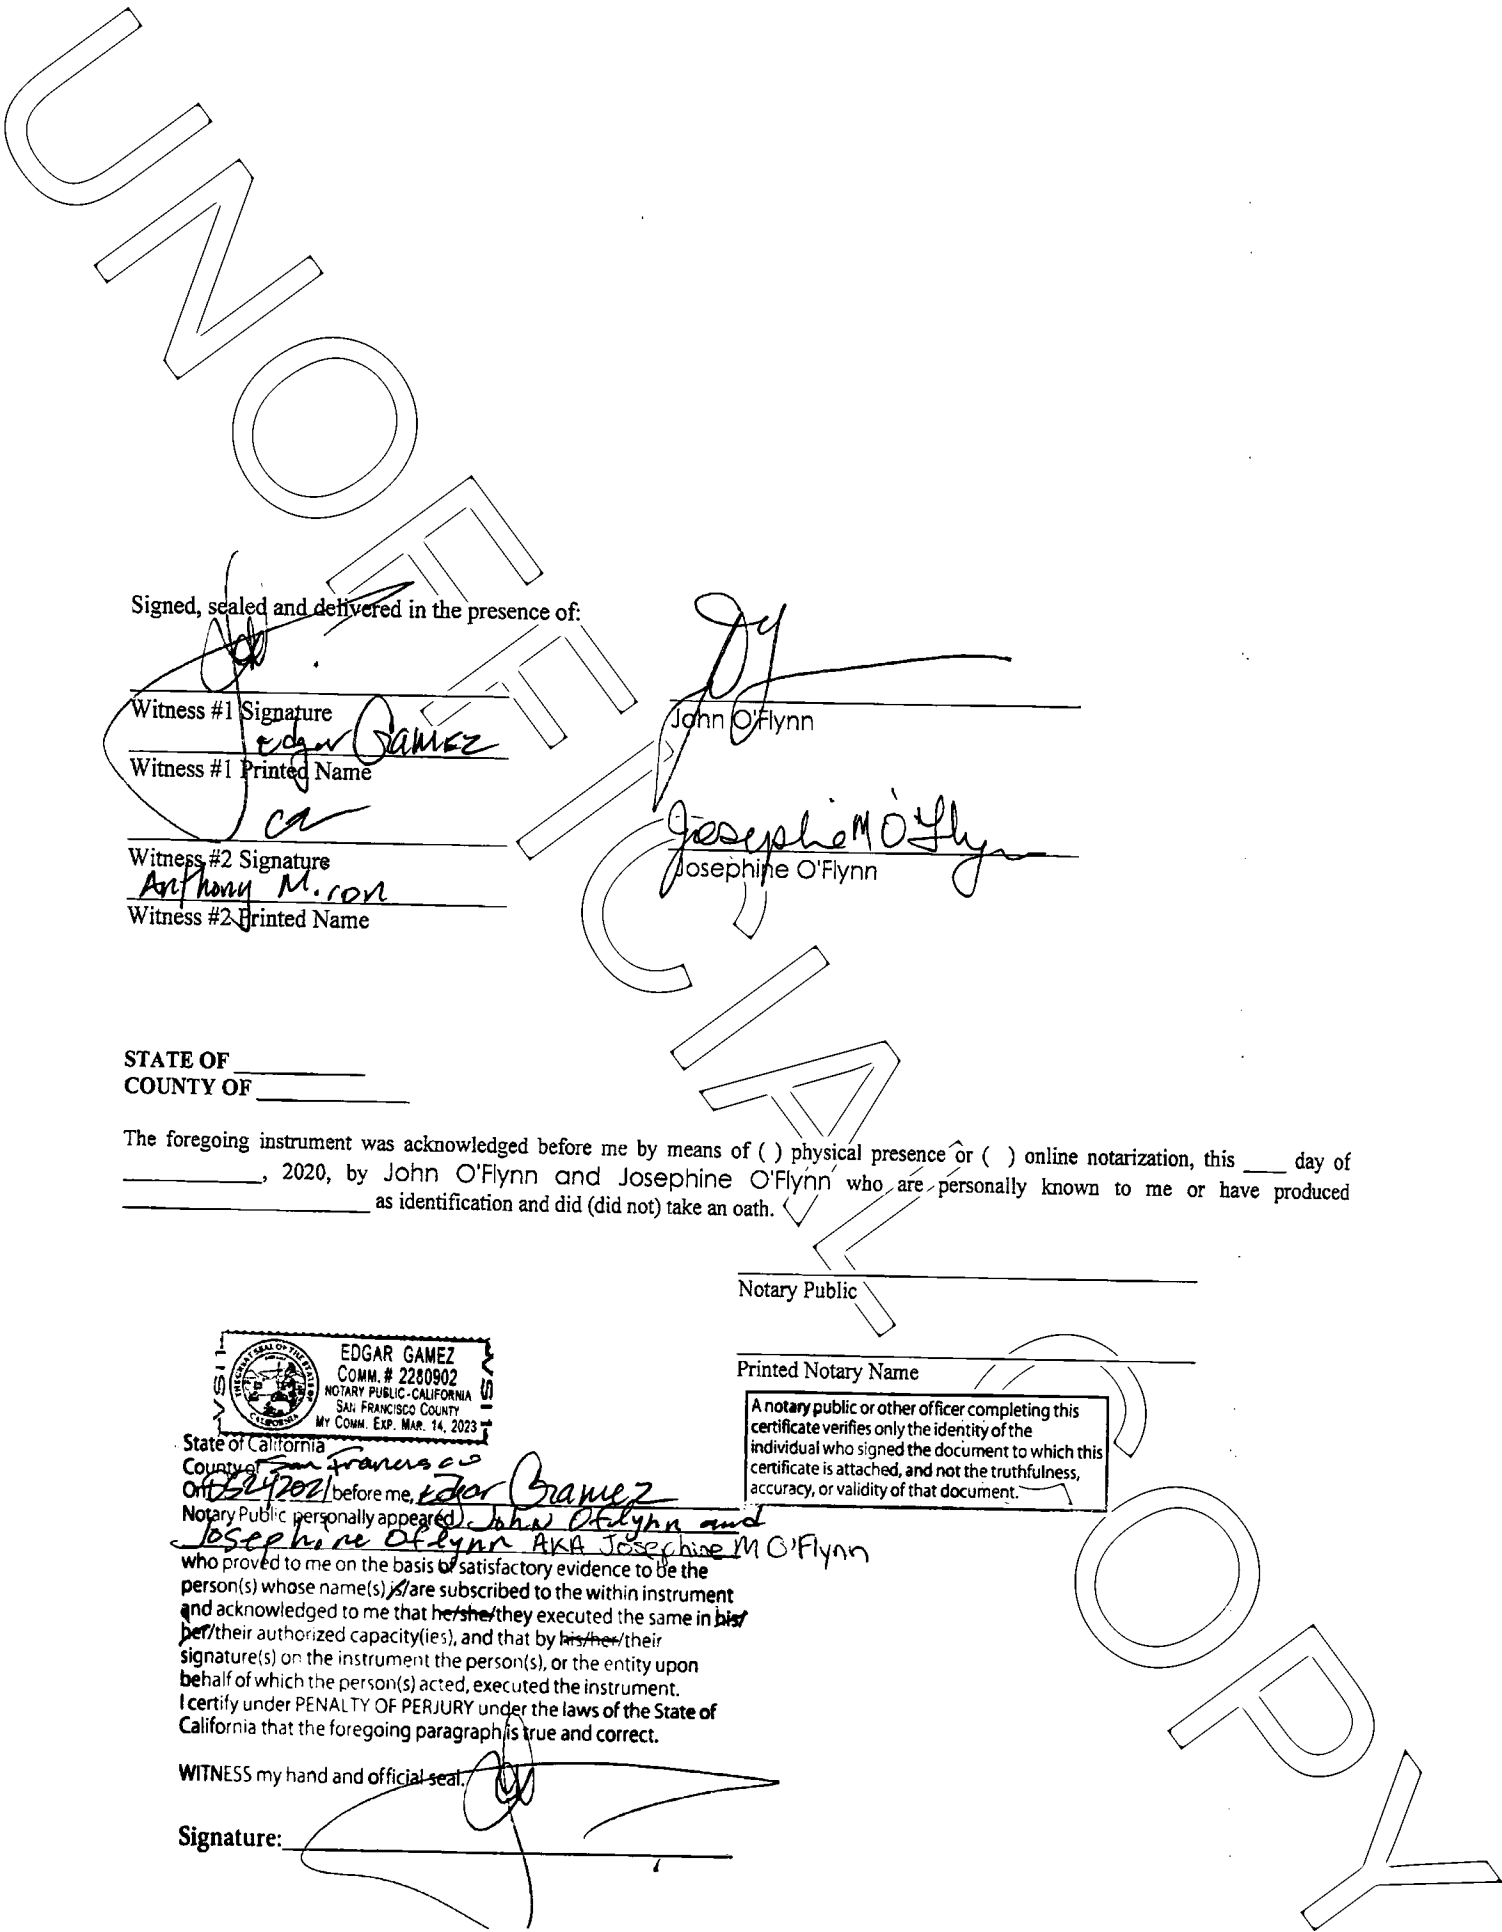 UNOFFICIAL COPY
Signed, sealed and delivered in the presence of:
Witness #1 Signature
Edgar Gamez
Witness #1 Printed Name
Witness #2 Signature
Anthony M.
Witness #2 Printed Name
John O'Flynn
Josephine M O'Flynn
Josephine O'Flynn
STATE OF
COUNTY OF
The foregoing instrument was acknowledged before me by means of ( ) physical presence or ( ) online notarization, this ____ day of
____________, 2020, by John O'Flynn and Josephine O'Flynn who are personally known to me or have produced
______________________ as identification and did (did not) take an oath.
Notary Public
Printed Notary Name
EDGAR GAMEZ
COMM. # 2280902
NOTARY PUBLIC-CALIFORNIA
SAN FRANCISCO COUNTY
MY COMM. EXP. MAR. 14, 2023
A notary public or other officer completing this
certificate verifies only the identity of the
individual who signed the document to which this
certificate is attached, and not the truthfulness,
accuracy, or validity of that document.
State of California
County of San Francisco
On 05242021 before me, Edgar Gamez
Notary Public personally appeared John Oflynn and
Josephine Oflynn AKA Josephine M O'Flynn
who proved to me on the basis of satisfactory evidence to be the
person(s) whose name(s) is/are subscribed to the within instrument
and acknowledged to me that he/she/they executed the same in his/
her/their authorized capacity(ies), and that by his/her/their
signature(s) on the instrument the person(s), or the entity upon
behalf of which the person(s) acted, executed the instrument.
I certify under PENALTY OF PERJURY under the laws of the State of
California that the foregoing paragraph is true and correct.
WITNESS my hand and official seal.
Signature: